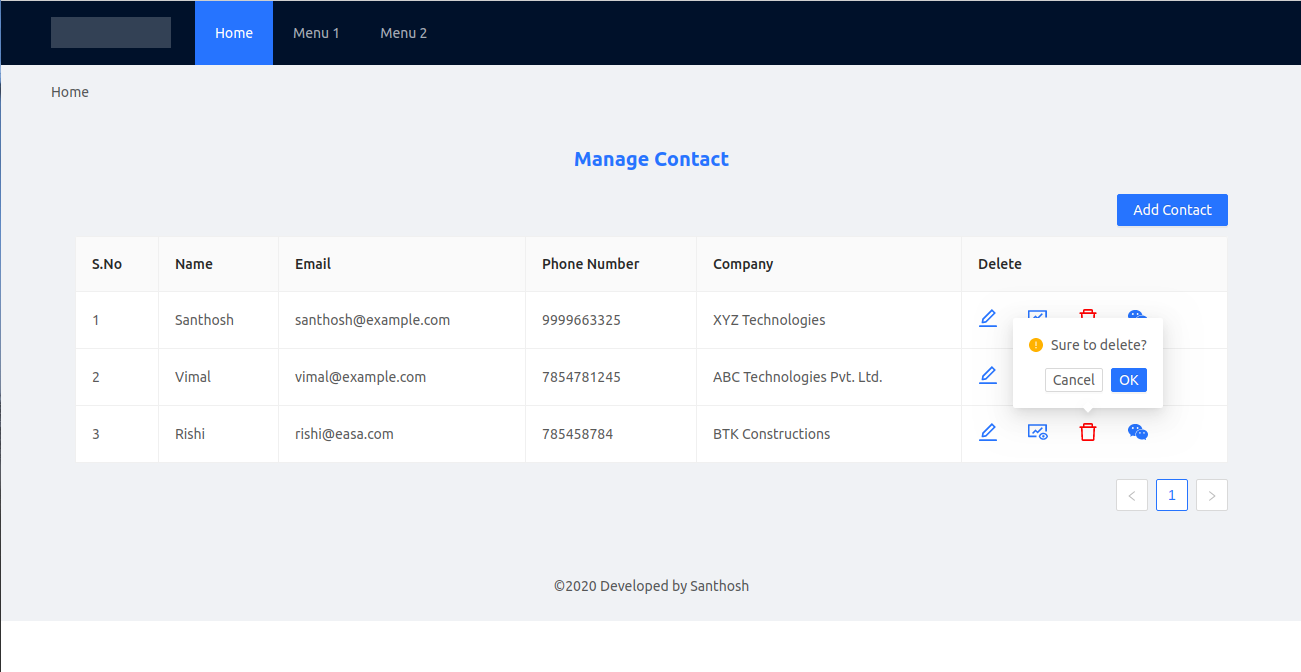 Home Menu 1 Menu 2
Home
Manage Contact
Add Contact
S.No Name Email Phone Number Company Delete
1 Santhosh santhosh@example.com 9999663325 XYZ Technologies
Sure to delete?
2 Vimal vimal@example.com 7854781245 ABC Technologies Pvt. Ltd.
Cancel OK
3 Rishi rishi@easa.com 785458784 BTK Constructions
< 1 >
©2020 Developed by Santhosh